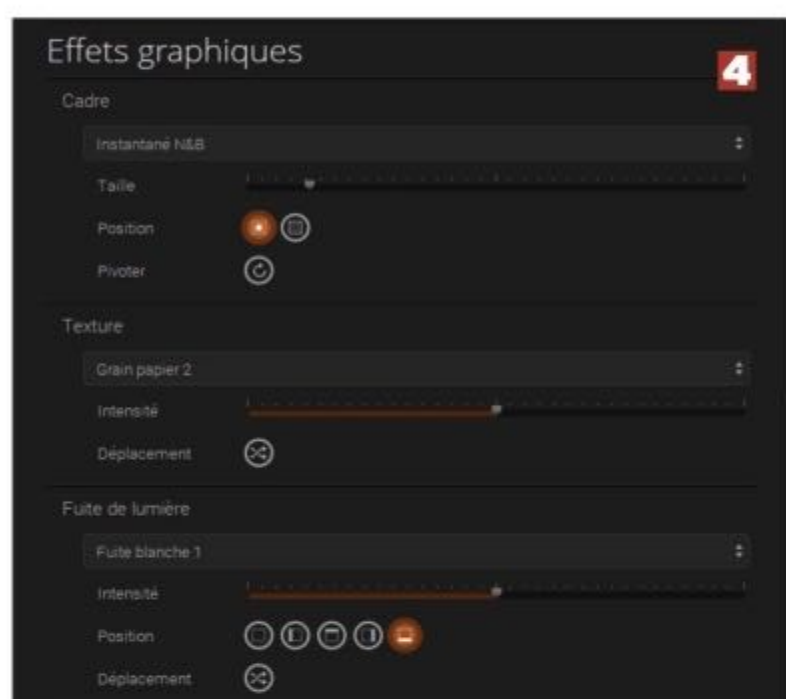 Effets graphiques
4
Cadre
Instantané N&B
Taille
Position
Pivoter
Texture
Grain papier 2
Intensité
Déplacement
Fuite de lumière
Fuite blanche 1
Intensité
Position
Déplacement